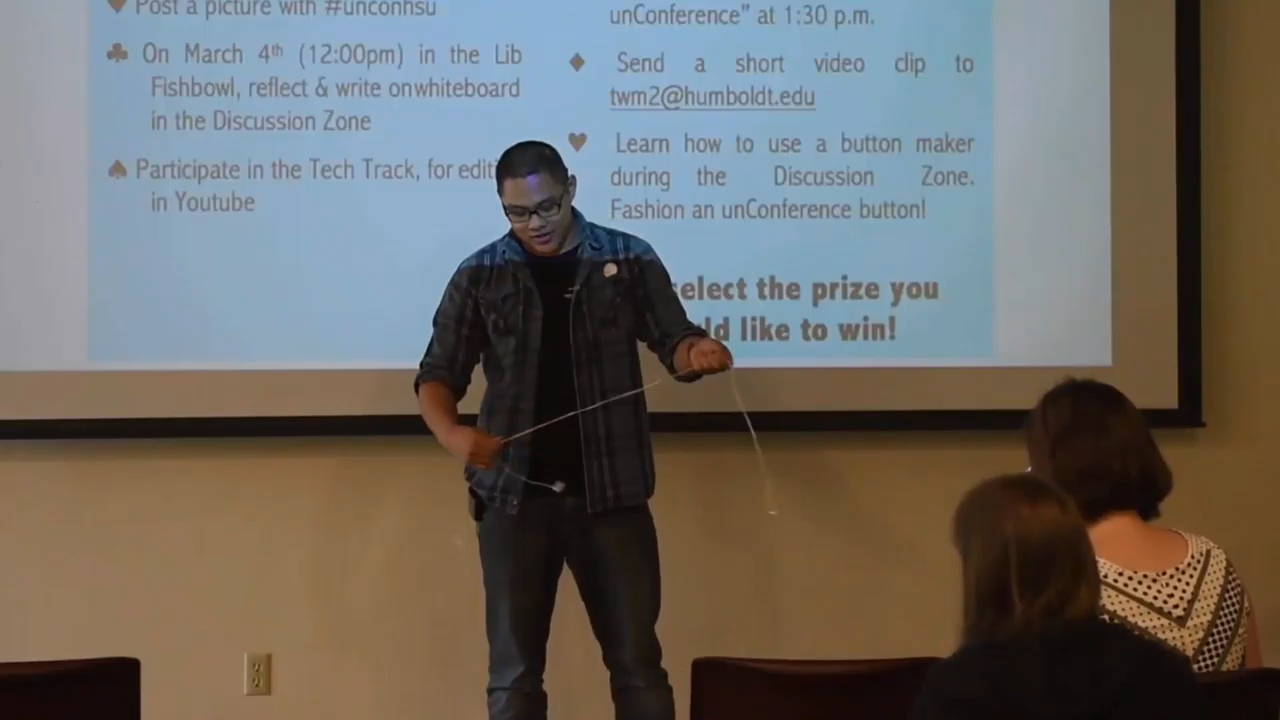 Post a picture with #unconhsu
On March 4th (12:00pm) in the Lib
Fishbowl, reflect & write onwhiteboard
in the Discussion Zone
Participate in the Tech Track, for
in Youtube
unConference” at 1:30 p.m.
Send a short video clip to
twm2@humboldt.edu
Learn how to use a button maker
during the Discussion Zone.
Fashion an unConference button!
select the prize you
like to win!